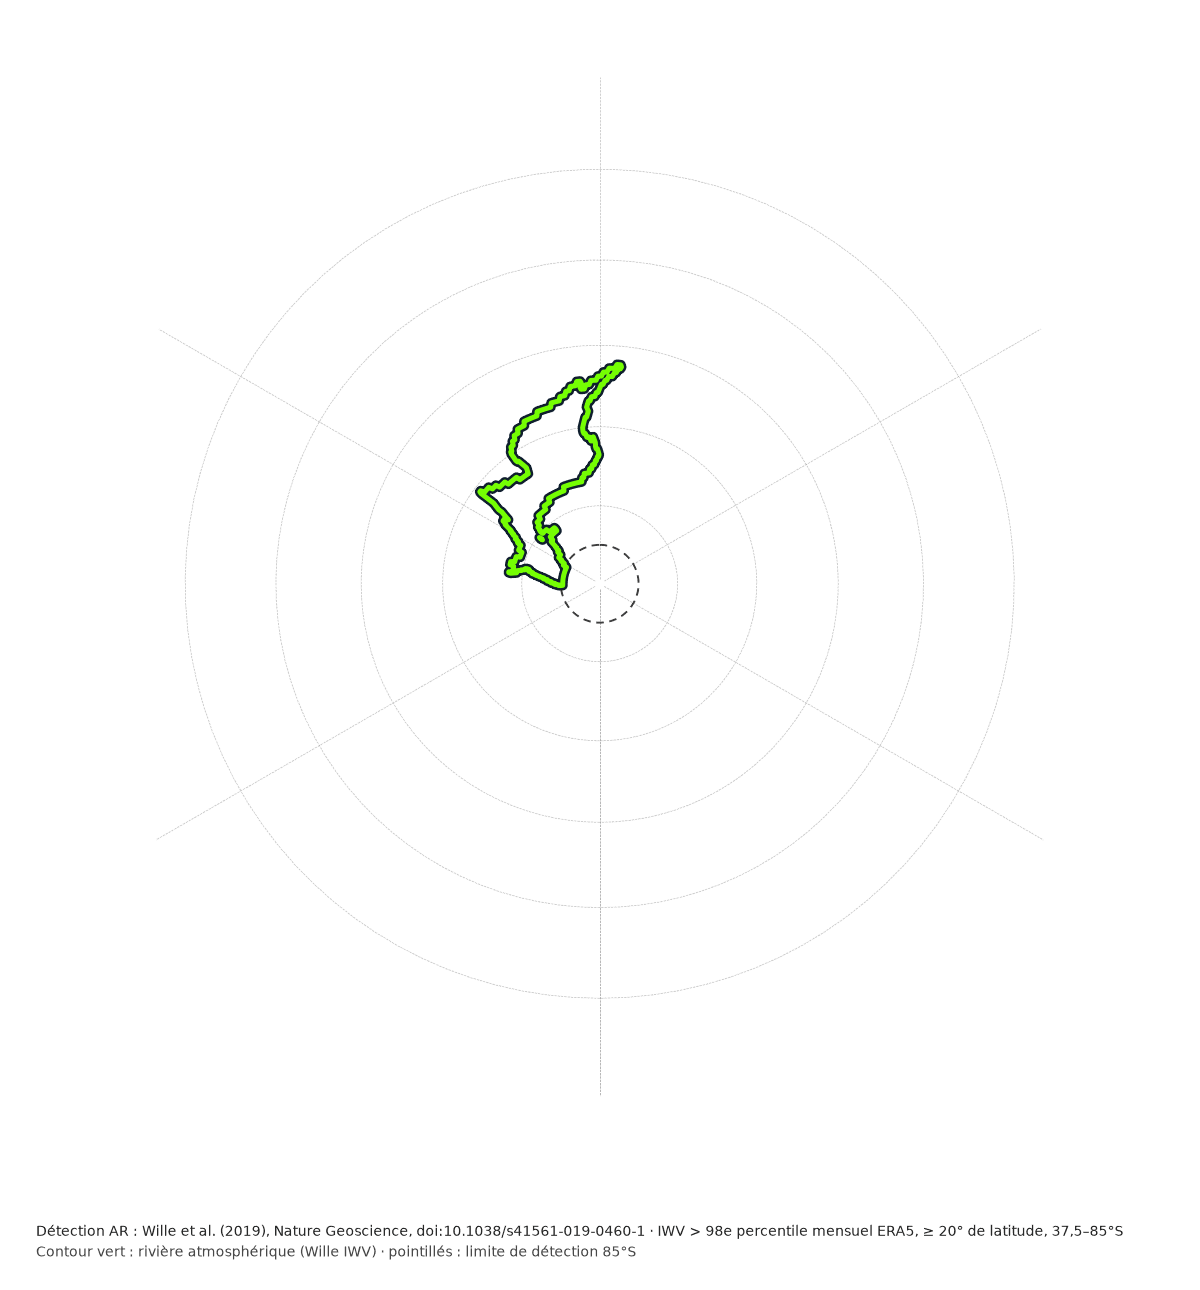 Détection AR : Wille et al. (2019), Nature Geoscience, doi:10.1038/s41561-019-0460-1 · IWV > 98e percentile mensuel ERA5, ≥ 20° de latitude, 37,5–85°S
Contour vert : rivière atmosphérique (Wille IWV) · pointillés : limite de détection 85°S